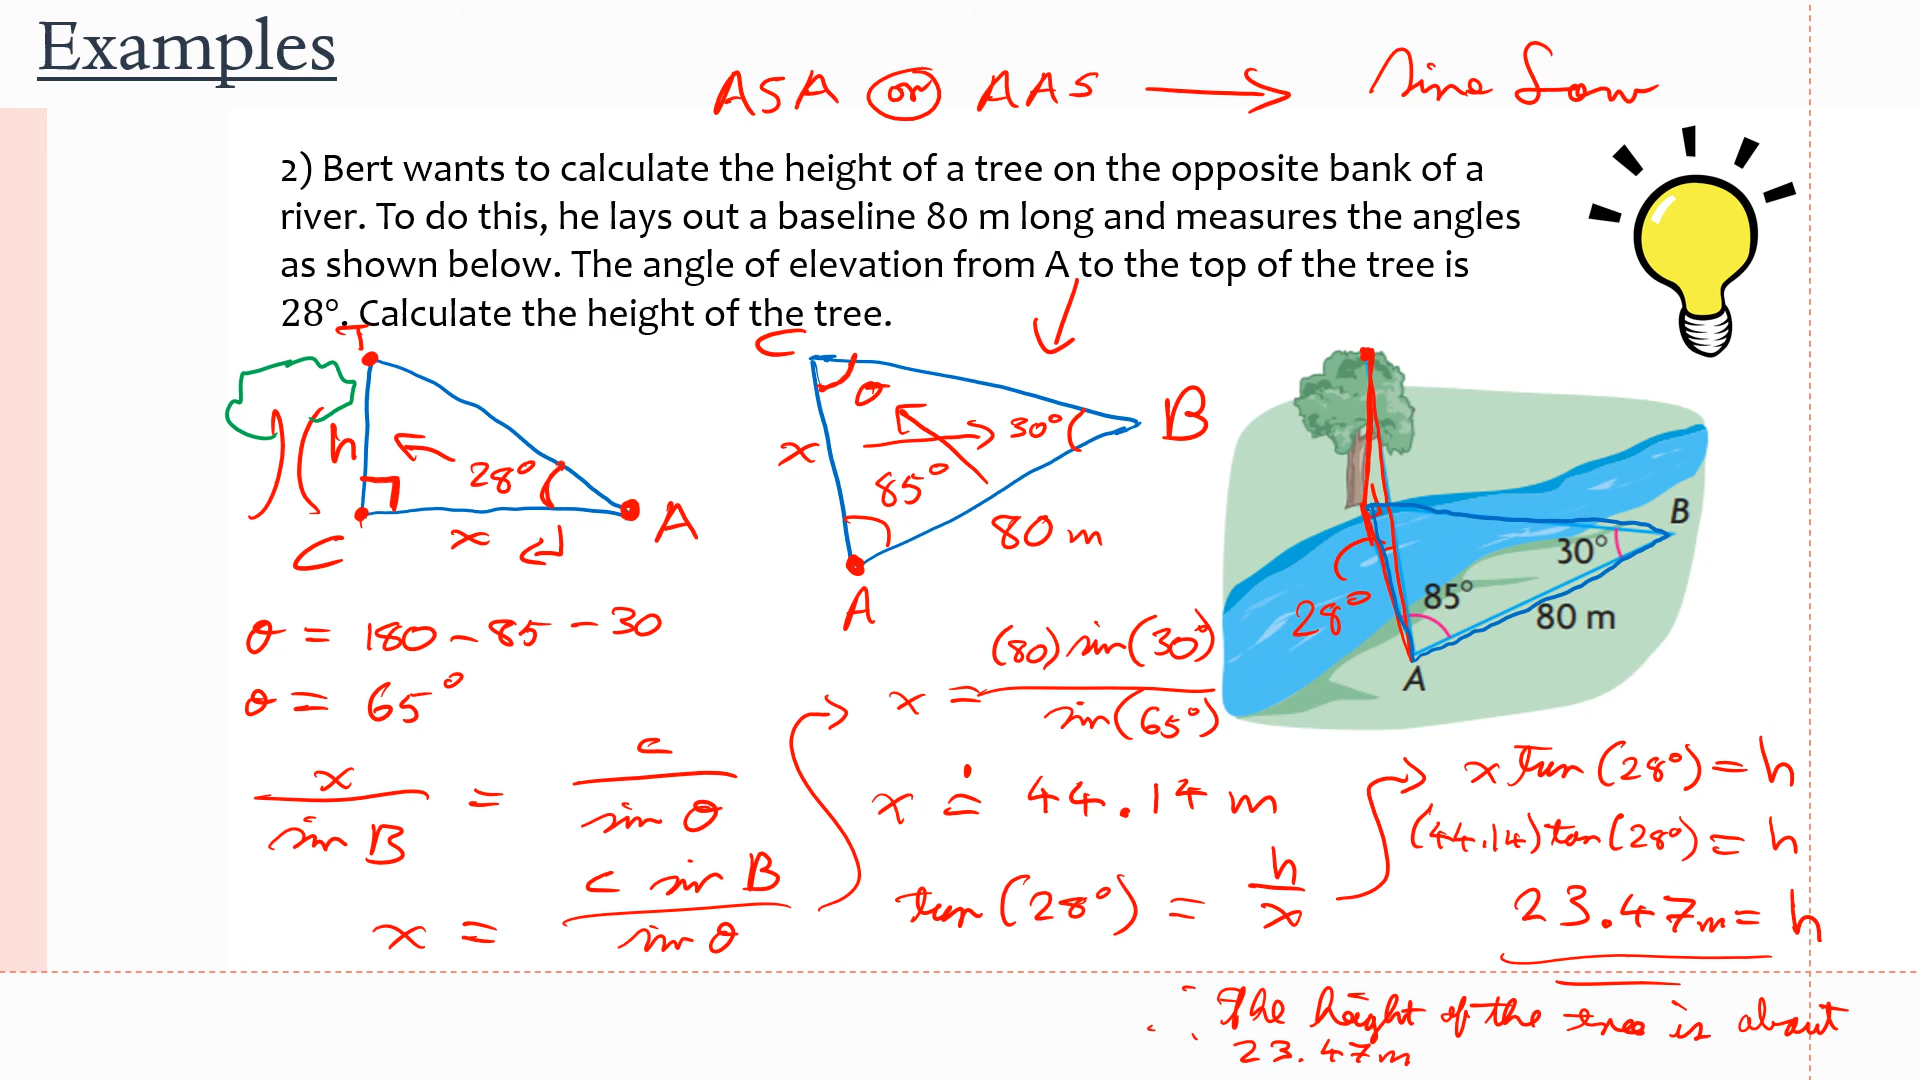 Examples
ASA or AAS → Sine Law
2) Bert wants to calculate the height of a tree on the opposite bank of a
river. To do this, he lays out a baseline 80 m long and measures the angles
as shown below. The angle of elevation from A to the top of the tree is
28°. Calculate the height of the tree.
T
h
28°
C
x
A
C
θ
x
30°
B
85°
80 m
A
B
30°
85°
80 m
28°
A
θ = 180 - 85 - 30
θ = 65°
x / sin B = c / sin θ
x = c sin B / sin θ
x = (80) sin(30°) / sin(65°)
x ≐ 44.14 m
tan (28°) = h / x
x tan (28°) = h
(44.14) tan (28°) = h
23.47m = h
∴ The height of the tree is about
23.47m